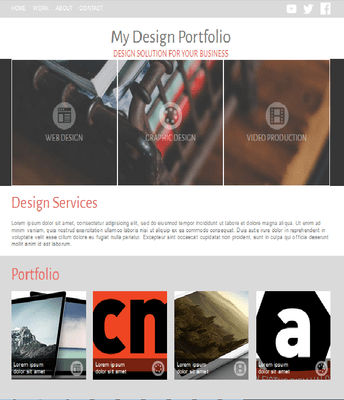 HOME WORK ABOUT CONTACT
My Design Portfolio
DESIGN SOLUTION FOR YOUR BUSINESS
WEB DESIGN GRAPHIC DESIGN VIDEO PRODUCTION
Design Services
Lorem ipsum dolor sit amet, consectetur adipisicing elit, sed do eiusmod tempor incididunt ut labore et dolore magna aliqua. Ut enim ad
minim veniam, quis nostrud exercitation ullamco laboris nisi ut aliquip ex ea commodo consequat. Duis aute irure dolor in reprehenderit in
voluptate velit esse cillum dolore eu fugiat nulla pariatur. Excepteur sint occaecat cupidatat non proident, sunt in culpa qui officia deserunt
mollit anim id est laborum.
Portfolio
cn a
Lorem ipsum Lorem ipsum Lorem ipsum Lorem ipsum
dolor sit amet dolor sit amet dolor sit amet dolor sit amet